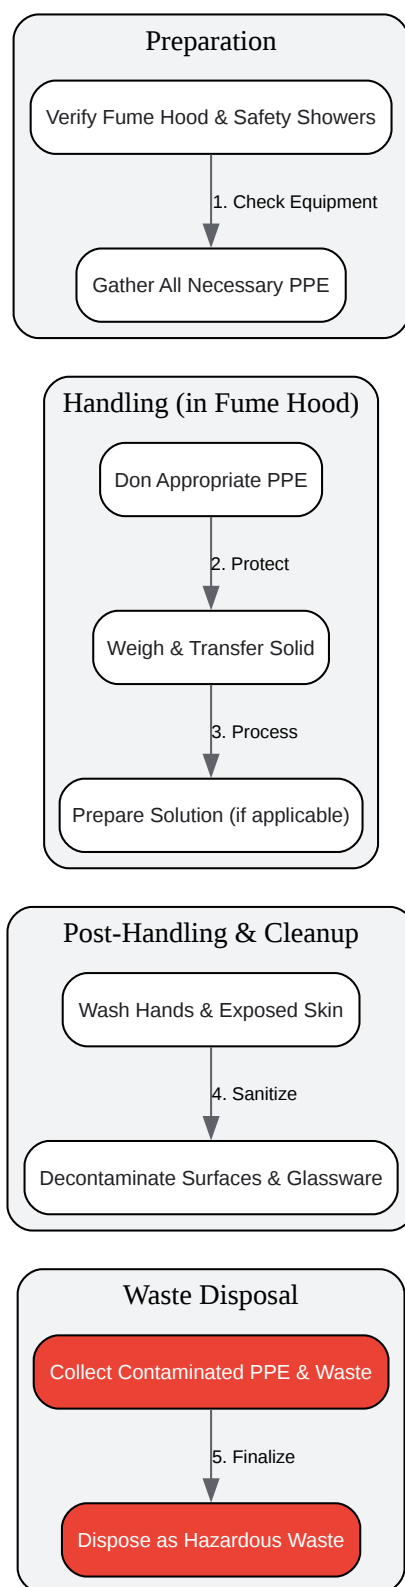 Preparation
Verify Fume Hood & Safety Showers
1. Check Equipment
Gather All Necessary PPE
Handling (in Fume Hood)
Don Appropriate PPE
2. Protect
Weigh & Transfer Solid
3. Process
Prepare Solution (if applicable)
Post-Handling & Cleanup
Wash Hands & Exposed Skin
4. Sanitize
Decontaminate Surfaces & Glassware
Waste Disposal
Collect Contaminated PPE & Waste
5. Finalize
Dispose as Hazardous Waste